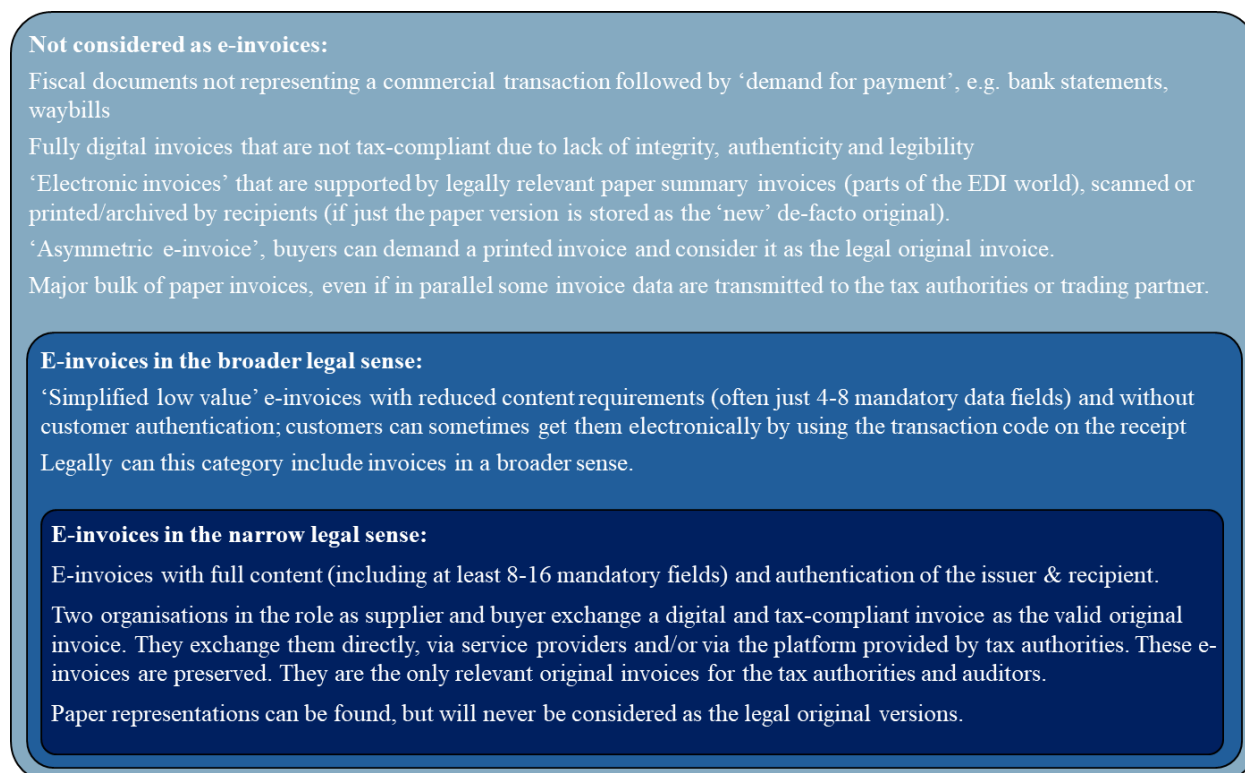 Not considered as e-invoices:
Fiscal documents not representing a commercial transaction followed by ‘demand for payment’, e.g. bank statements,
waybills
Fully digital invoices that are not tax-compliant due to lack of integrity, authenticity and legibility
‘Electronic invoices’ that are supported by legally relevant paper summary invoices (parts of the EDI world), scanned or
printed/archived by recipients (if just the paper version is stored as the ‘new’ de-facto original).
‘Asymmetric e-invoice’, buyers can demand a printed invoice and consider it as the legal original invoice.
Major bulk of paper invoices, even if in parallel some invoice data are transmitted to the tax authorities or trading partner.
E-invoices in the broader legal sense:
‘Simplified low value’ e-invoices with reduced content requirements (often just 4-8 mandatory data fields) and without
customer authentication; customers can sometimes get them electronically by using the transaction code on the receipt
Legally can this category include invoices in a broader sense.
E-invoices in the narrow legal sense:
E-invoices with full content (including at least 8-16 mandatory fields) and authentication of the issuer & recipient.
Two organisations in the role as supplier and buyer exchange a digital and tax-compliant invoice as the valid original
invoice. They exchange them directly, via service providers and/or via the platform provided by tax authorities. These e-
invoices are preserved. They are the only relevant original invoices for the tax authorities and auditors.
Paper representations can be found, but will never be considered as the legal original versions.